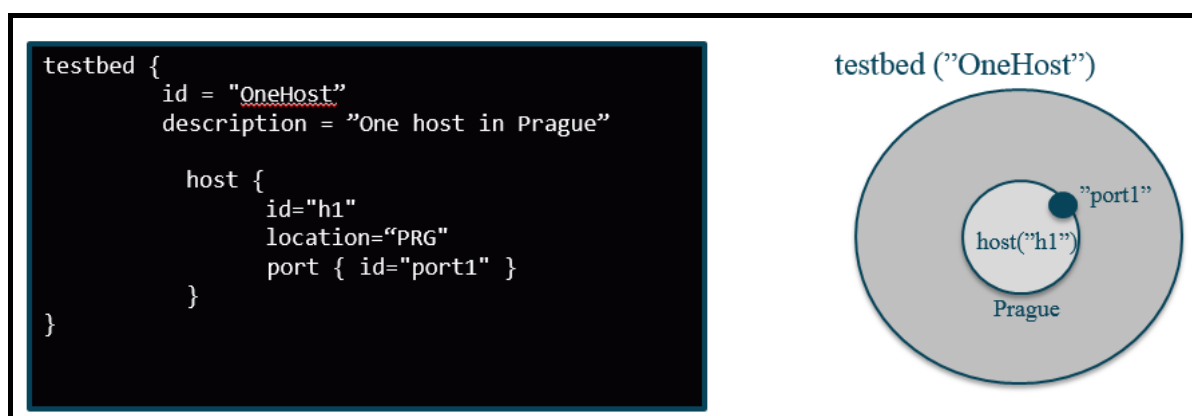 testbed {
id = "OneHost”
description = ”One host in Prague”
host {
id="h1"
location=“PRG"
port { id="port1" }
}
}
testbed (”OneHost”)
”port1”
host(”h1”)
Prague